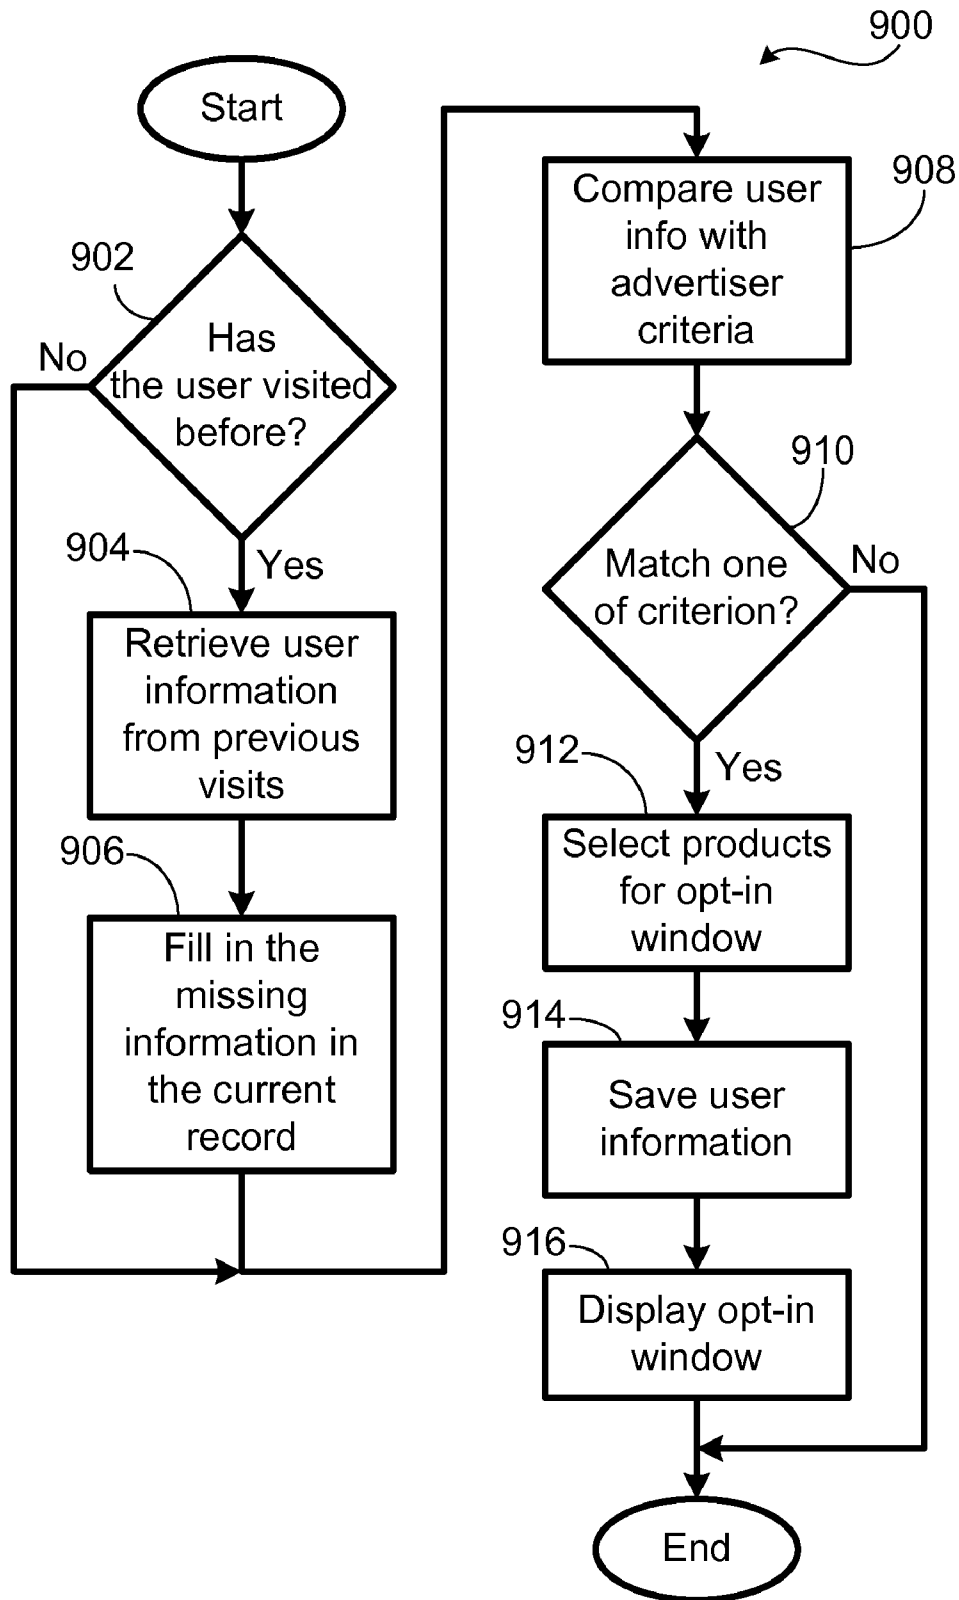 900
Start
902
Has
the user visited
before?
No
Yes
904
Retrieve user
information
from previous
visits
906
Fill in the
missing
information in
the current
record
908
Compare user
info with
advertiser
criteria
910
Match one
of criterion?
No
Yes
912
Select products
for opt-in
window
914
Save user
information
916
Display opt-in
window
End